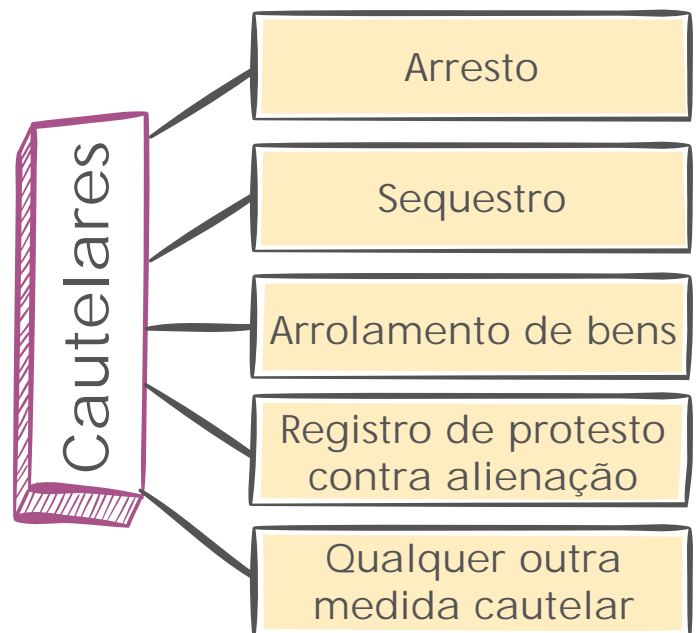 Cautelares
Arresto
Sequestro
Arrolamento de bens
Registro de protesto
contra alienação
Qualquer outra
medida cautelar